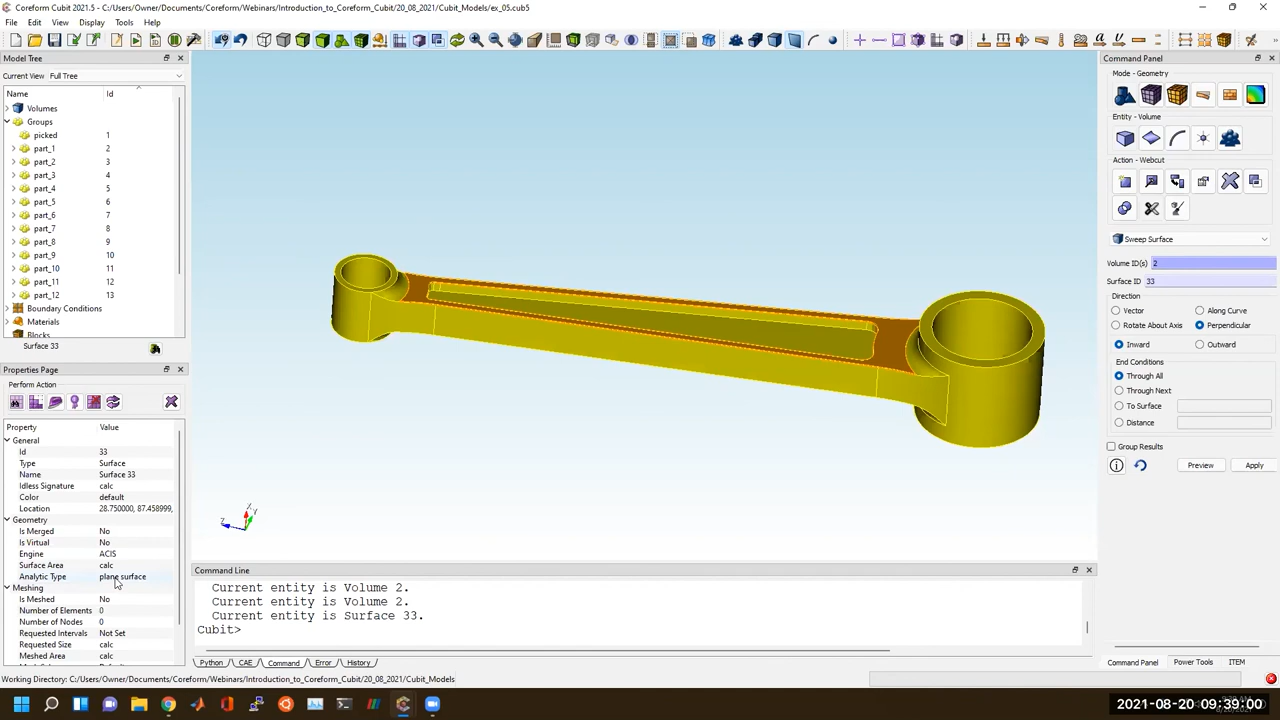 Coreform Cubit 2021.5 - C:/Users/Owner/Documents/Coreform/Webinars/Introduction_to_Coreform_Cubit/20_08_2021/Cubit_Models/ex_05.cub5
File Edit View Display Tools Help
Model Tree
Current View Full Tree
Name Id
Volumes
Groups
picked 1
part_1 2
part_2 3
part_3 4
part_4 5
part_5 6
part_6 7
part_7 8
part_8 9
part_9 10
part_10 11
part_11 12
part_12 13
Boundary Conditions
Materials
Blocks
Surface 33
Properties Page
Perform Action
Property Value
General
Id 33
Type Surface
Name Surface 33
Idless Signature calc
Color default
Location 28.750000, 87.458999,
Geometry
Is Merged No
Is Virtual No
Engine ACIS
Surface Area calc
Analytic Type plane surface
Meshing
Is Meshed No
Number of Elements 0
Number of Nodes 0
Requested Intervals Not Set
Requested Size calc
Meshed Area calc
Z X Y
Command Line
Current entity is Volume 2.
Current entity is Volume 2.
Current entity is Surface 33.
Cubit>
Python CAE Command Error History
Command Panel
Mode - Geometry
Entity - Volume
Action - Webcut
Sweep Surface
Volume ID(s) 2
Surface ID 33
Direction
Vector Along Curve
Rotate About Axis Perpendicular
Inward Outward
End Conditions
Through All
Through Next
To Surface
Distance
Group Results
Preview Apply
Command Panel Power Tools ITEM
Working Directory: C:/Users/Owner/Documents/Coreform/Webinars/Introduction_to_Coreform_Cubit/20_08_2021/Cubit_Models
2021-08-20 09:39:00